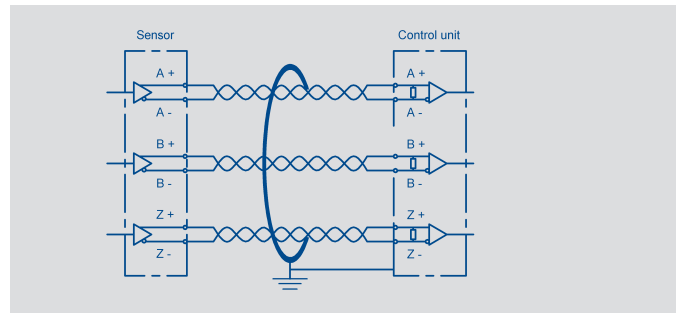 Sensor Control unit
A + A +
A - A -
B + B +
B - B -
Z + Z +
Z - Z -